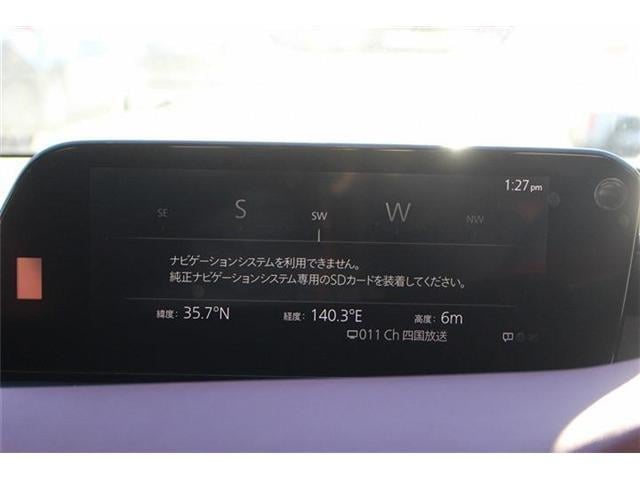 1:27pm
SE S SW W NW
ナビゲーションシステムを利用できません。
純正ナビゲーションシステム専用のSDカードを装着してください。
緯度: 35.7°N 経度: 140.3°E 高度: 6m
011 Ch 四国放送